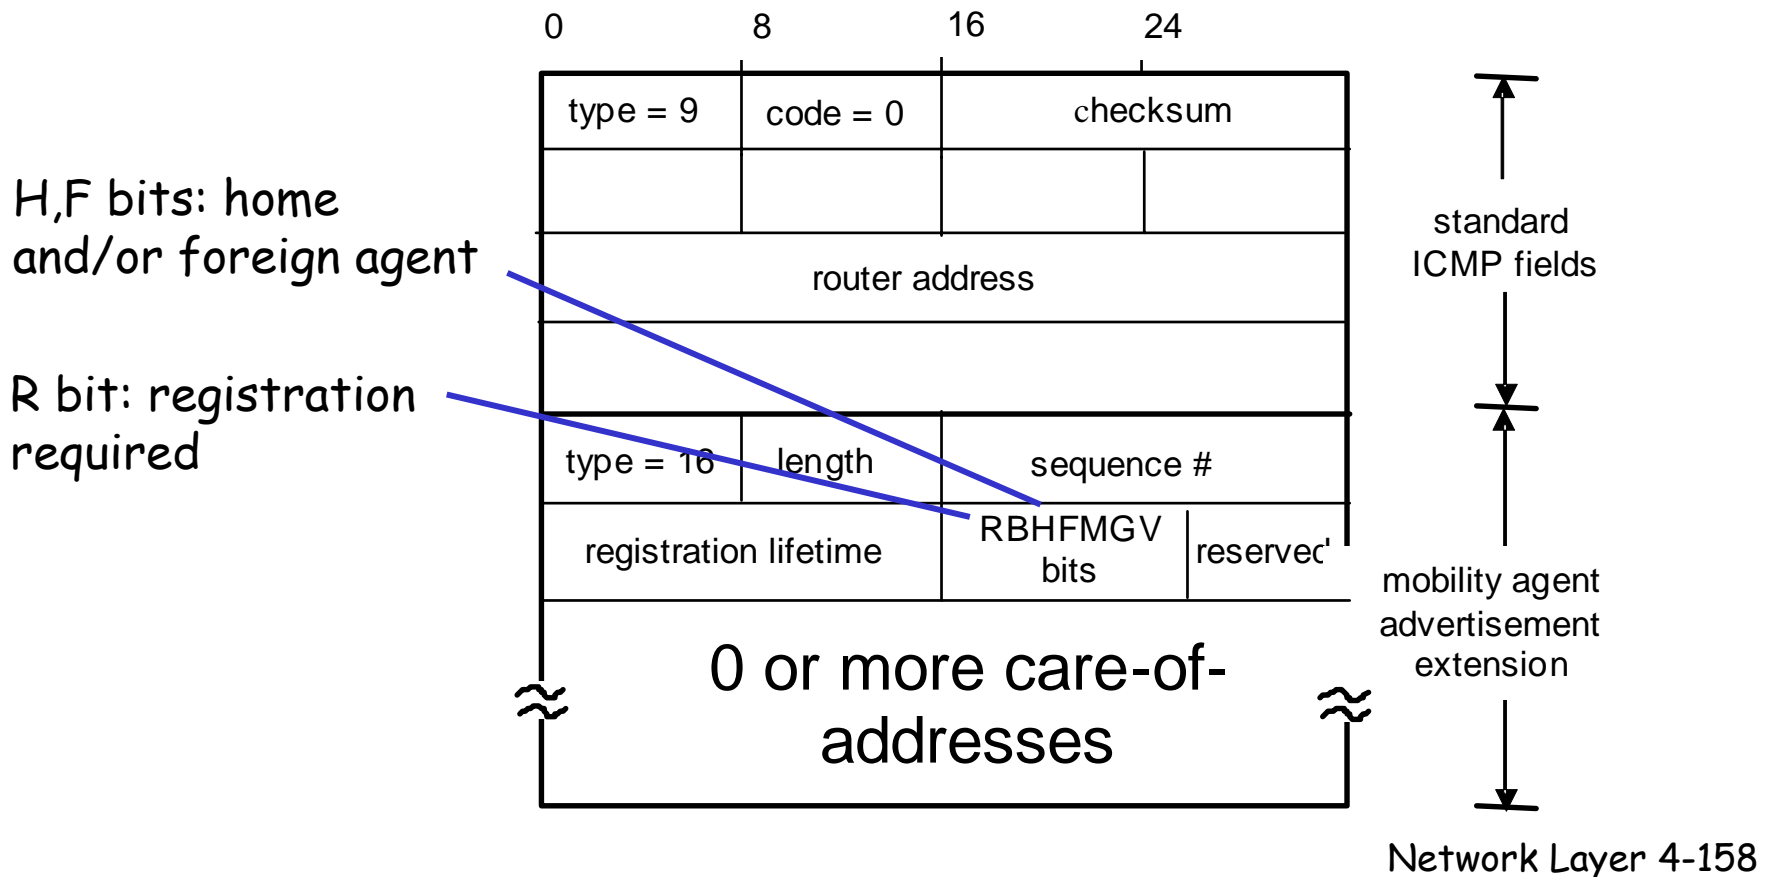 0 8 16 24
type = 9 code = 0 checksum
H,F bits: home
and/or foreign agent
standard
ICMP fields
router address
R bit: registration
required
type = 16 length sequence #
registration lifetime
RBHFMGV
bits
reserved
mobility agent
advertisement
extension
0 or more care-of-
addresses
Network Layer 4-158